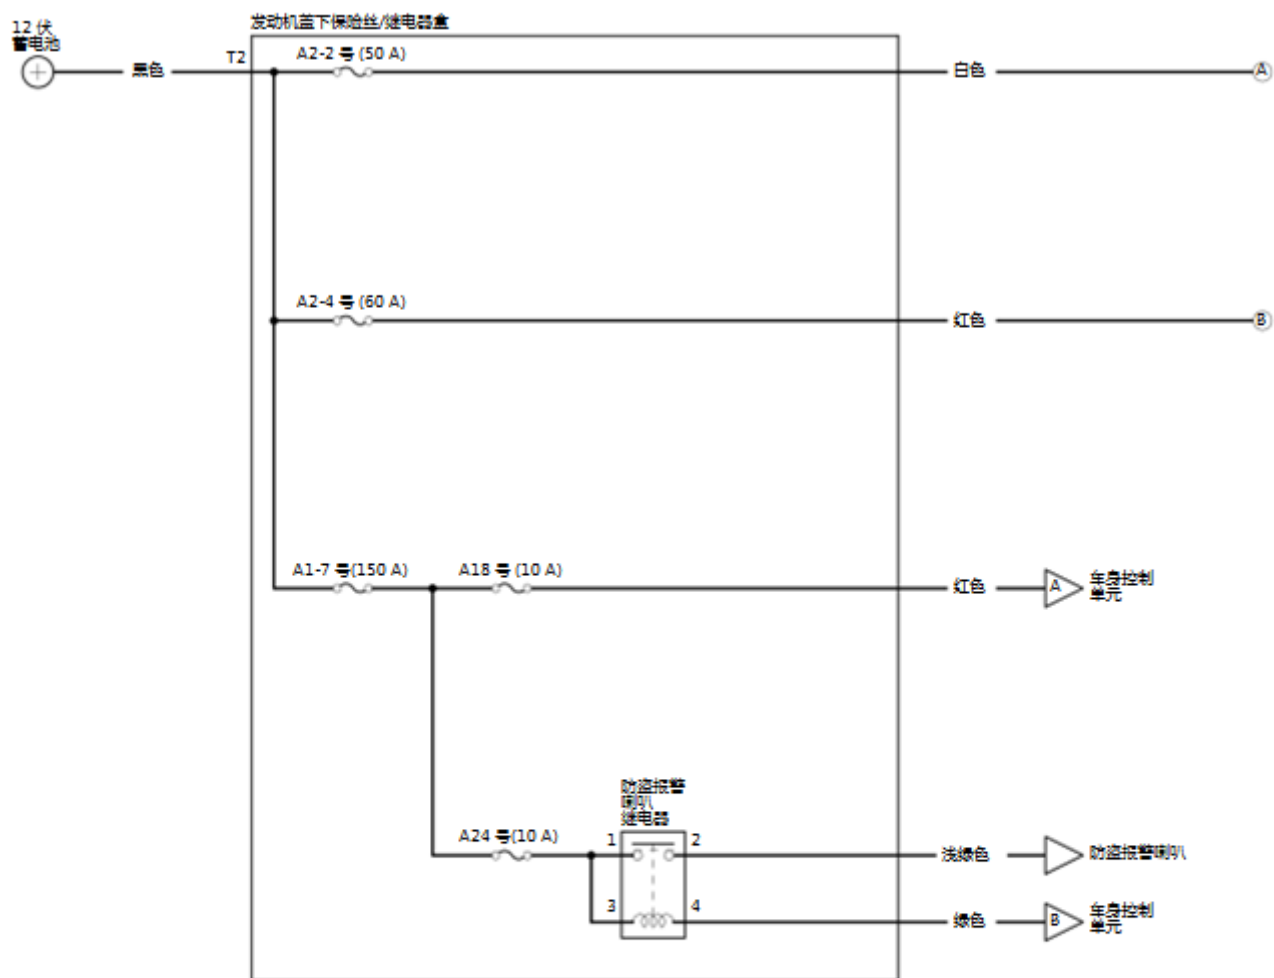 12 伏
蓄电池
发动机盖下保险丝/继电器盒
黑色
T2
A2-2 号 (50 A)
白色
A
A2-4 号 (60 A)
红色
B
A1-7 号(150 A)
A18 号 (10 A)
红色
A
车身控制
单元
防盗报警
喇叭
继电器
A24 号(10 A)
1
2
浅绿色
防盗报警喇叭
3
4
绿色
B
车身控制
单元